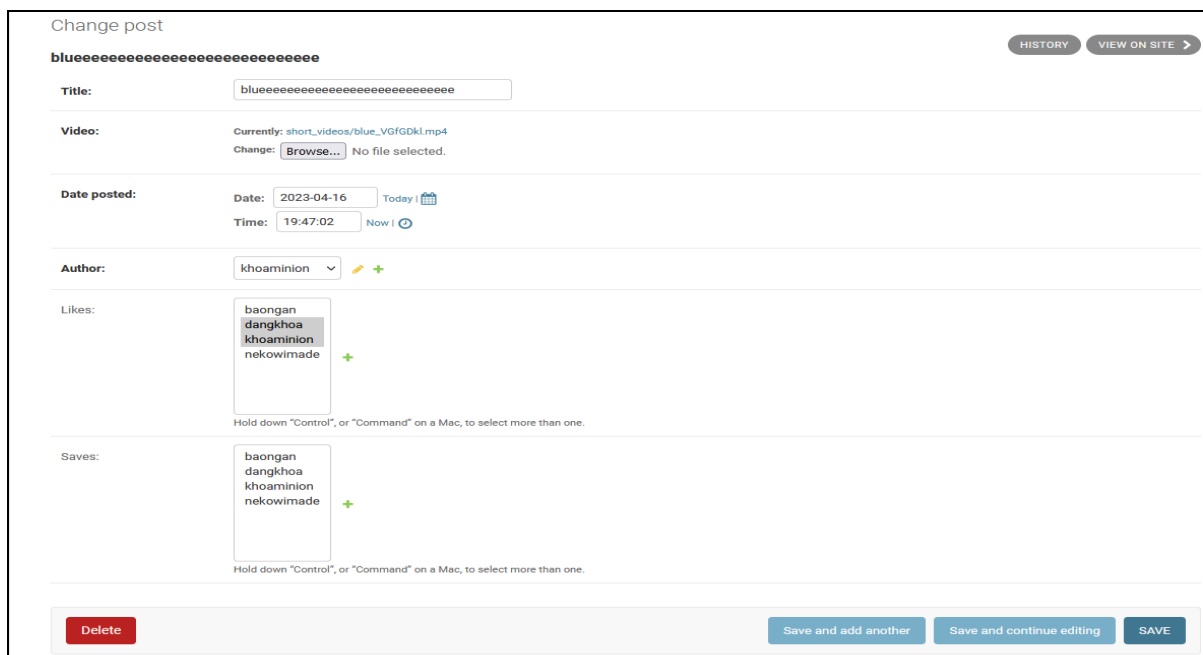 Change post
HISTORY VIEW ON SITE
blueeeeeeeeeeeeeeeeeeeeeeeeeeee
Title: blueeeeeeeeeeeeeeeeeeeeeeeeeeee
Video: Currently: short_videos/blue_VGfGDkl.mp4
Change: Browse... No file selected.
Date posted: Date: 2023-04-16 Today |
Time: 19:47:02 Now |
Author: khoaminion
Likes: baongan
dangkhoa
khoaminion
nekowimade
Hold down “Control”, or “Command” on a Mac, to select more than one.
Saves: baongan
dangkhoa
khoaminion
nekowimade
Hold down “Control”, or “Command” on a Mac, to select more than one.
Delete Save and add another Save and continue editing SAVE